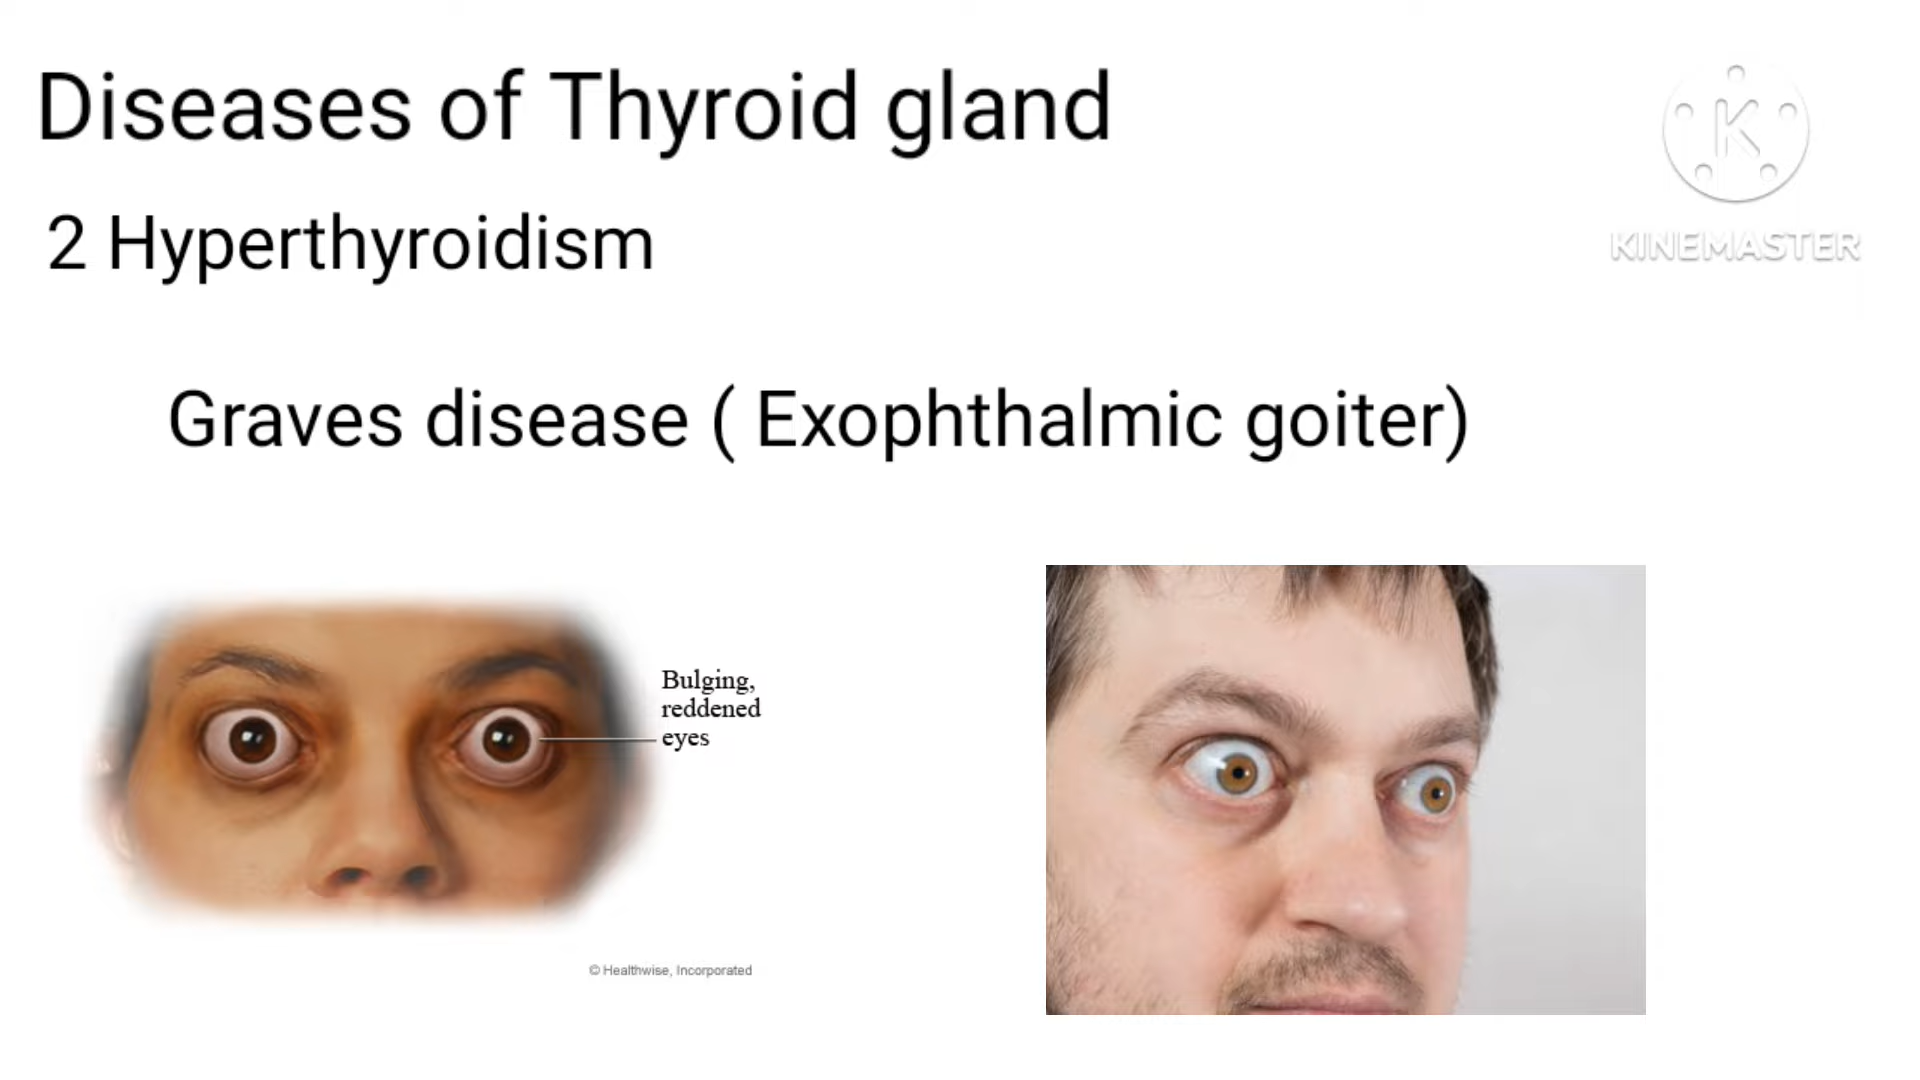 Diseases of Thyroid gland
2 Hyperthyroidism
KINEMASTER
Graves disease ( Exophthalmic goiter)
Bulging,
reddened
eyes
© Healthwise, Incorporated